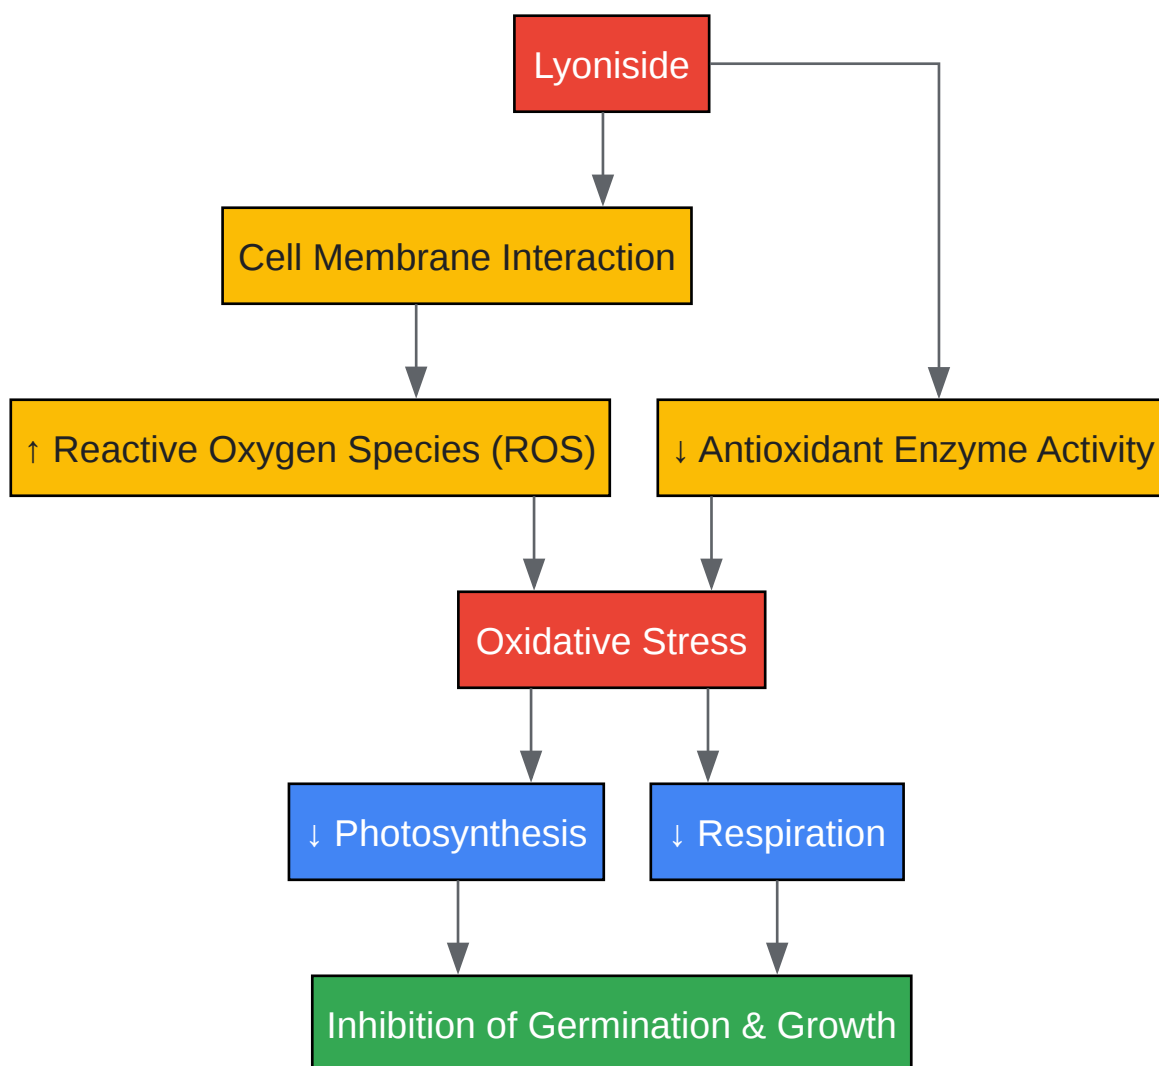 Lyoniside
Cell Membrane Interaction
↑ Reactive Oxygen Species (ROS)
↓ Antioxidant Enzyme Activity
Oxidative Stress
↓ Photosynthesis
↓ Respiration
Inhibition of Germination & Growth